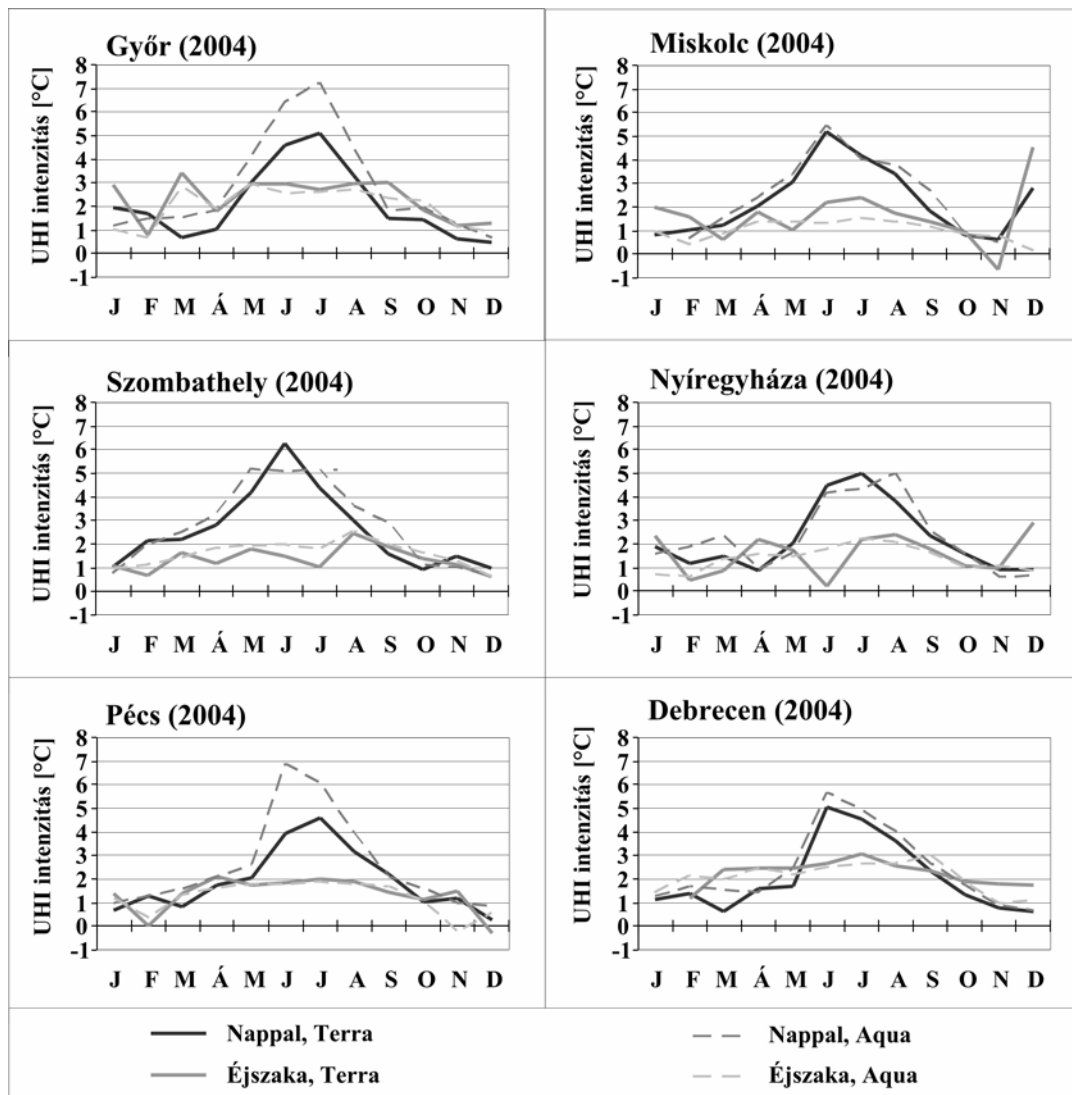 Győr (2004)
UHI intenzitás [°C]
8
7
6
5
4
3
2
1
0
-1
J F M Á M J J A S O N D
Miskolc (2004)
UHI intenzitás [°C]
8
7
6
5
4
3
2
1
0
-1
J F M Á M J J A S O N D
Szombathely (2004)
UHI intenzitás [°C]
8
7
6
5
4
3
2
1
0
-1
J F M Á M J J A S O N D
Nyíregyháza (2004)
UHI intenzitás [°C]
8
7
6
5
4
3
2
1
0
-1
J F M Á M J J A S O N D
Pécs (2004)
UHI intenzitás [°C]
8
7
6
5
4
3
2
1
0
-1
J F M Á M J J A S O N D
Debrecen (2004)
UHI intenzitás [°C]
8
7
6
5
4
3
2
1
0
-1
J F M Á M J J A S O N D
Nappal, Terra
Nappal, Aqua
Éjszaka, Terra
Éjszaka, Aqua